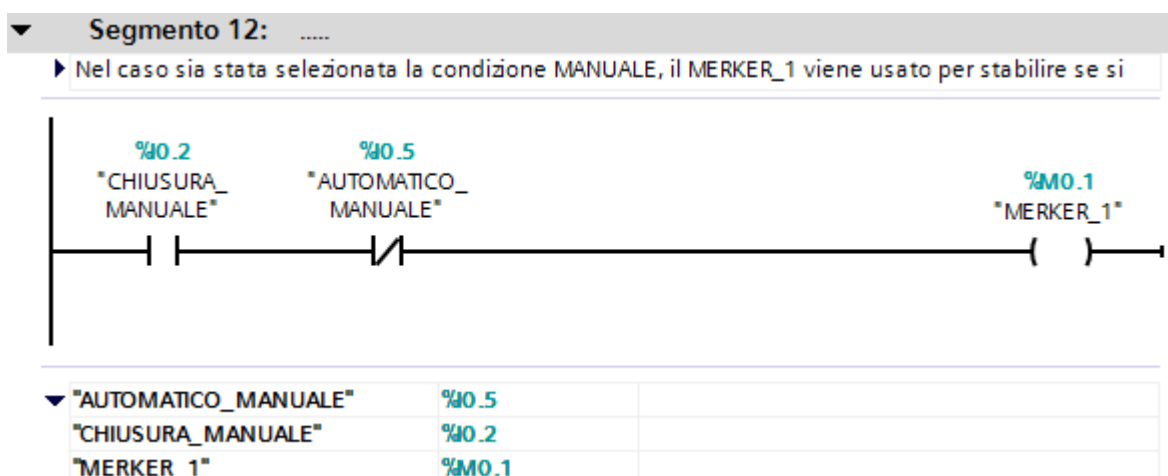 Segmento 12: .....
Nel caso sia stata selezionata la condizione MANUALE, il MERKER_1 viene usato per stabilire se si
%I0.2
"CHIUSURA_
MANUALE"
%I0.5
"AUTOMATICO_
MANUALE"
%M0.1
"MERKER_1"
"AUTOMATICO_MANUALE" %I0.5
"CHIUSURA_MANUALE" %I0.2
"MERKER_1" %M0.1